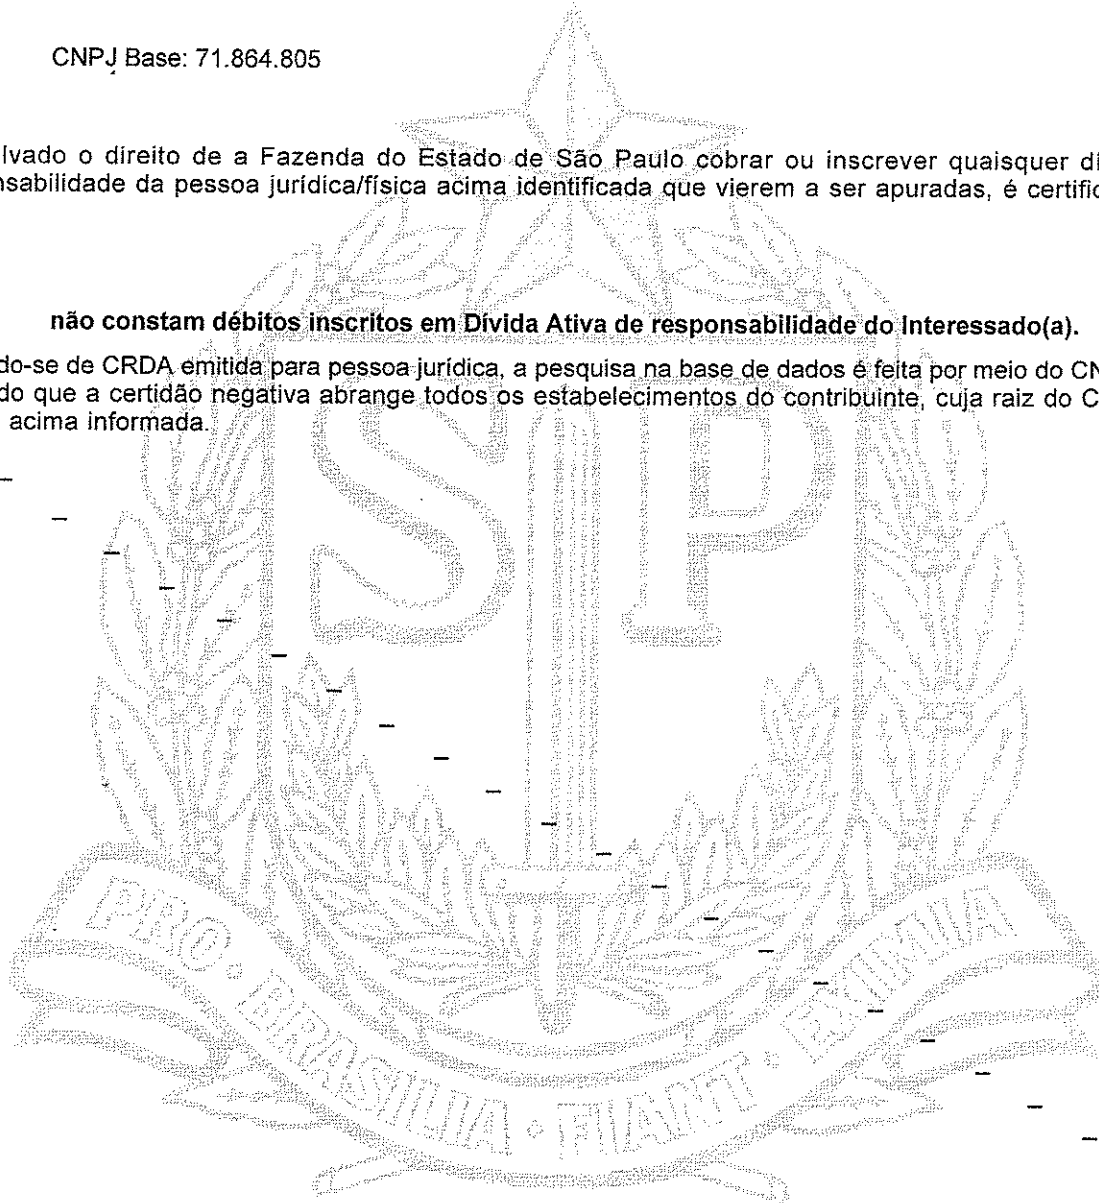 CNPJ Base: 71.864.805
lvado o direito de a Fazenda do Estado de São Paulo cobrar ou inscrever quaisquer dí
nsabilidade da pessoa jurídica/física acima identificada que vierem a ser apuradas, é certific
não constam débitos inscritos em Dívida Ativa de responsabilidade do Interessado(a).
do-se de CRDA emitida para pessoa jurídica, a pesquisa na base de dados é feita por meio do CN
do que a certidão negativa abrange todos os estabelecimentos do contribuinte, cuja raiz do C
acima informada.
SP
PRO · BRASILIA · FIANT · EXIMIA